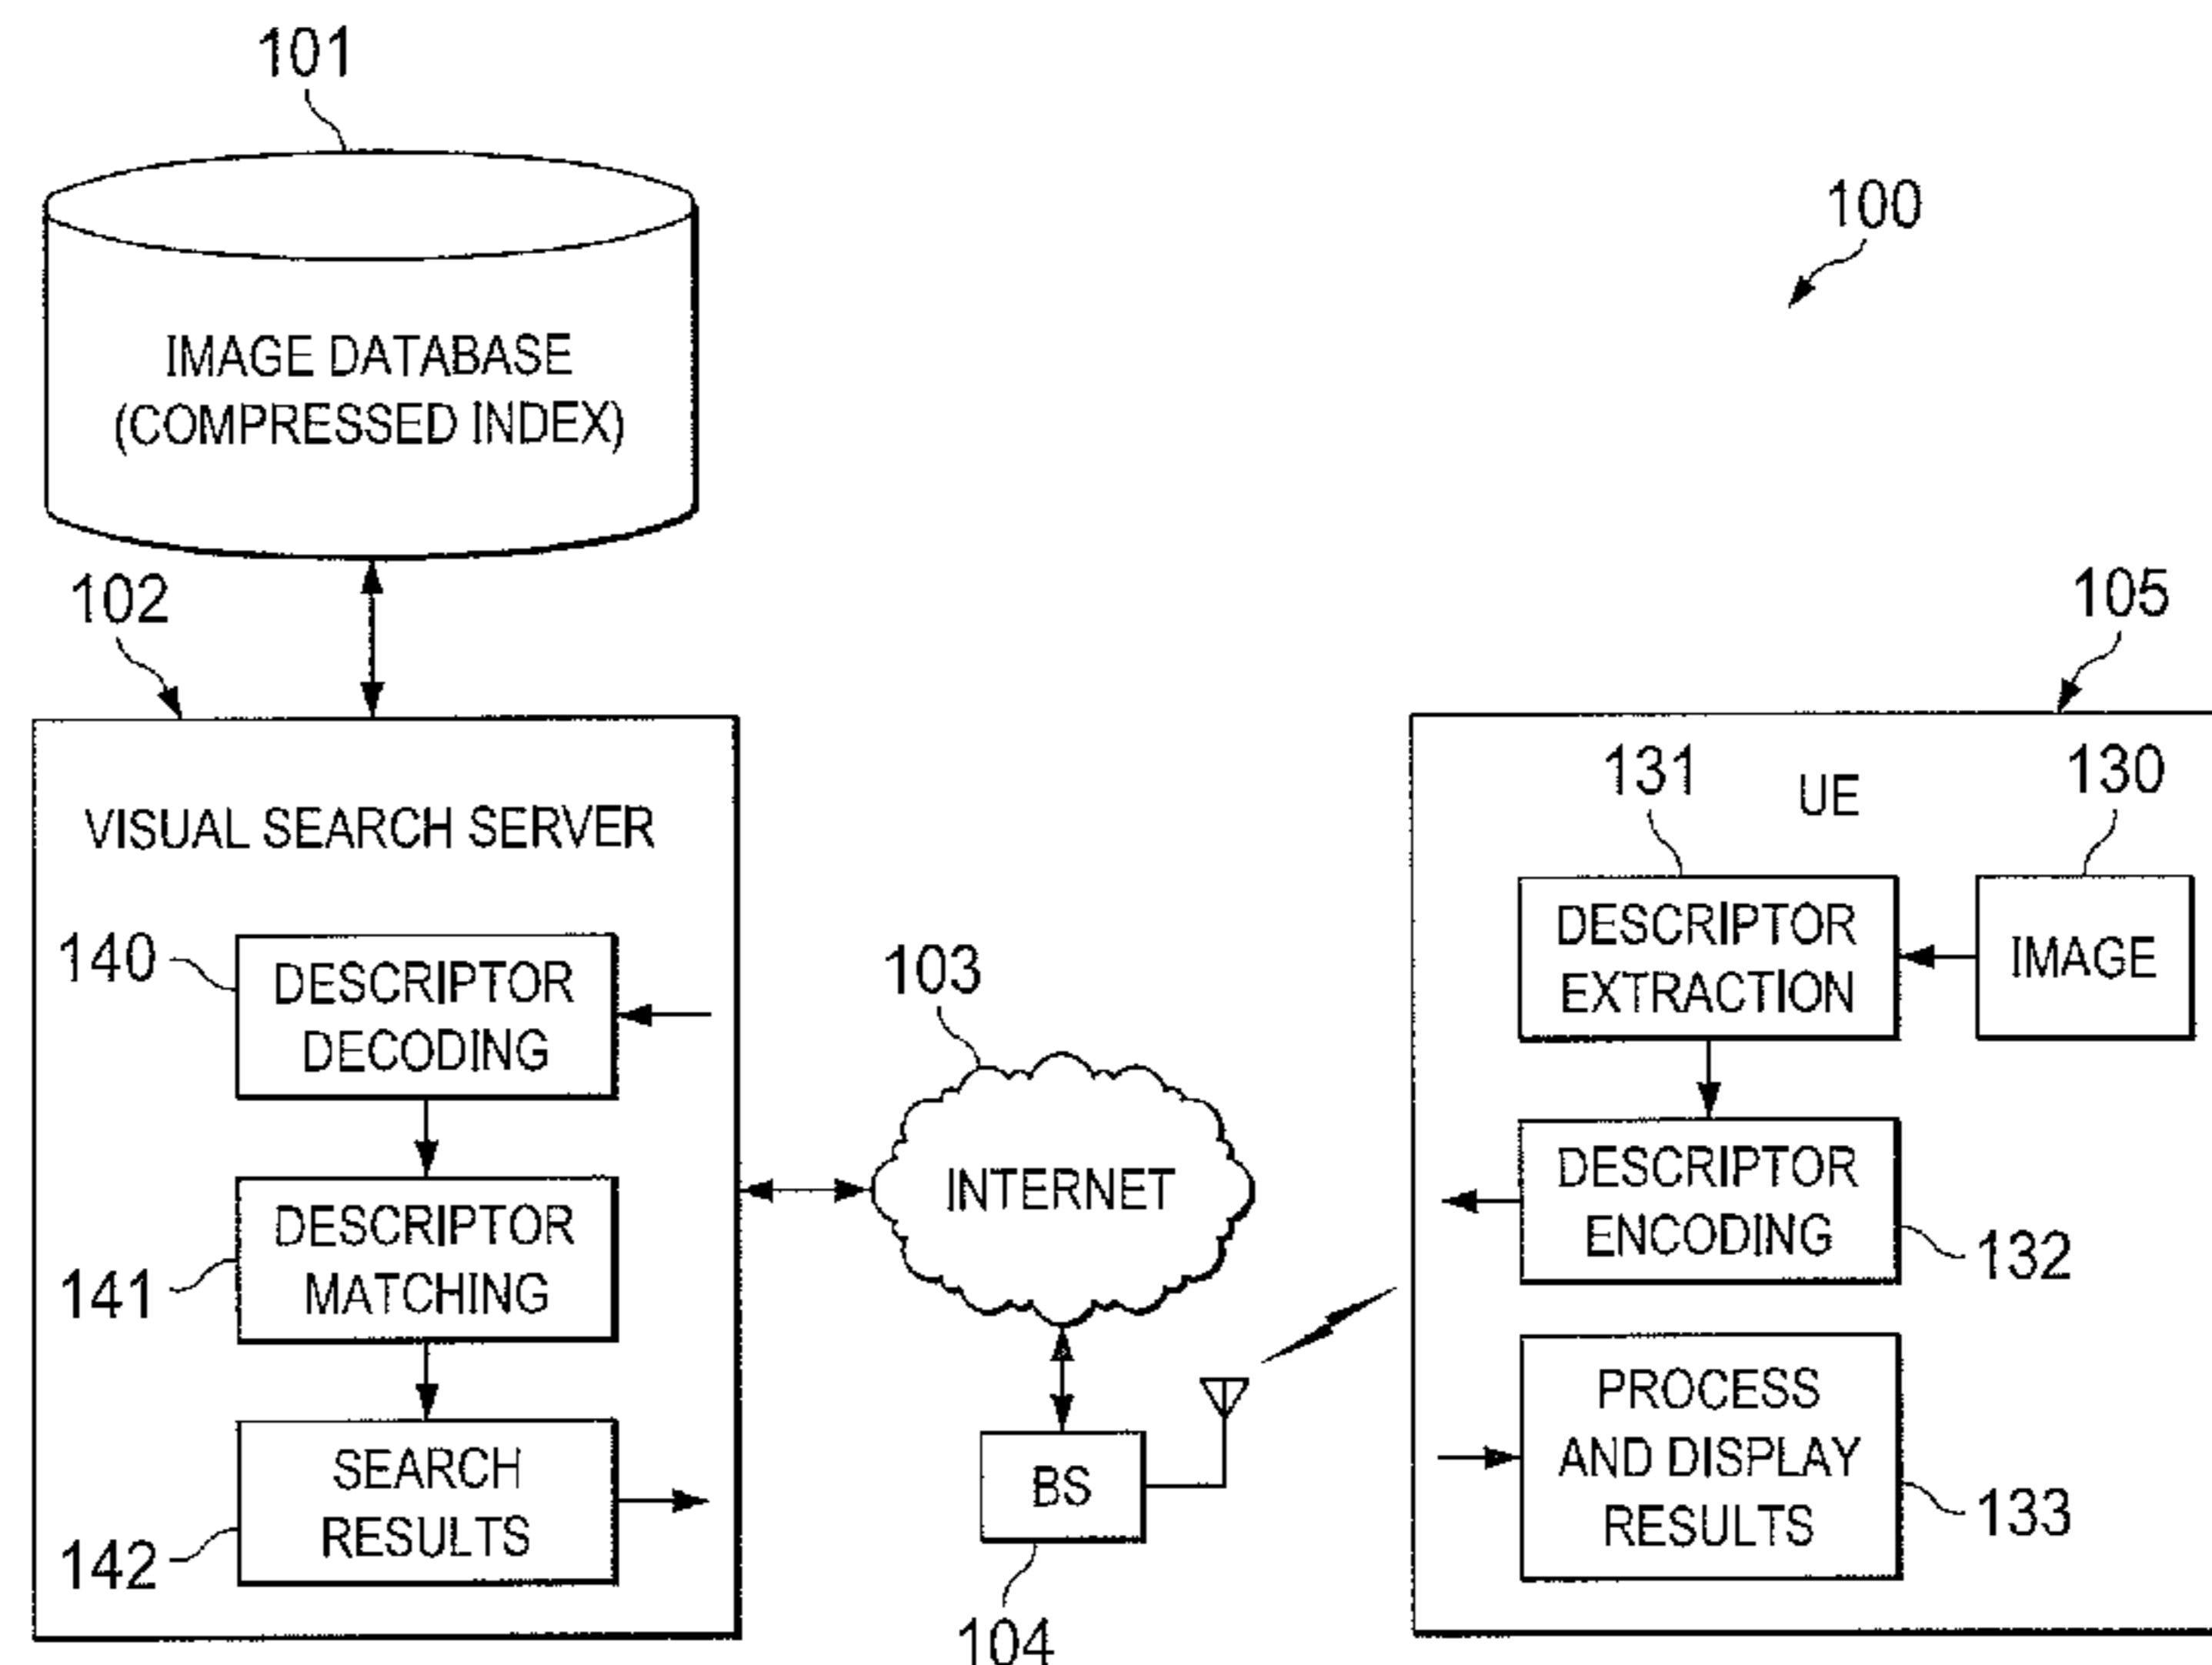 101
IMAGE DATABASE
(COMPRESSED INDEX)
100
102
VISUAL SEARCH SERVER
140
DESCRIPTOR
DECODING
141
DESCRIPTOR
MATCHING
142
SEARCH
RESULTS
103
INTERNET
BS
104
105
UE
131
130
DESCRIPTOR
EXTRACTION
IMAGE
DESCRIPTOR
ENCODING
132
PROCESS
AND DISPLAY
RESULTS
133